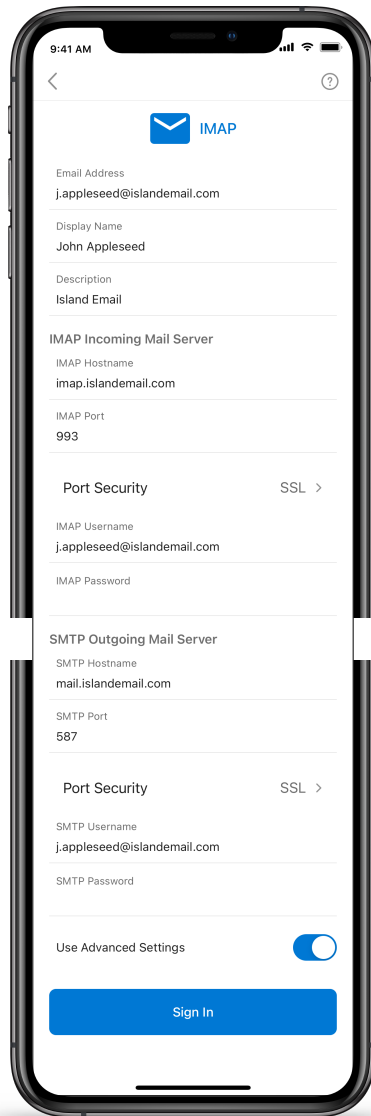 9:41 AM
?
IMAP
Email Address
j.appleseed@islandemail.com
Display Name
John Appleseed
Description
Island Email
IMAP Incoming Mail Server
IMAP Hostname
imap.islandemail.com
IMAP Port
993
Port Security SSL >
IMAP Username
j.appleseed@islandemail.com
IMAP Password
SMTP Outgoing Mail Server
SMTP Hostname
mail.islandemail.com
SMTP Port
587
Port Security SSL >
SMTP Username
j.appleseed@islandemail.com
SMTP Password
Use Advanced Settings
Sign In